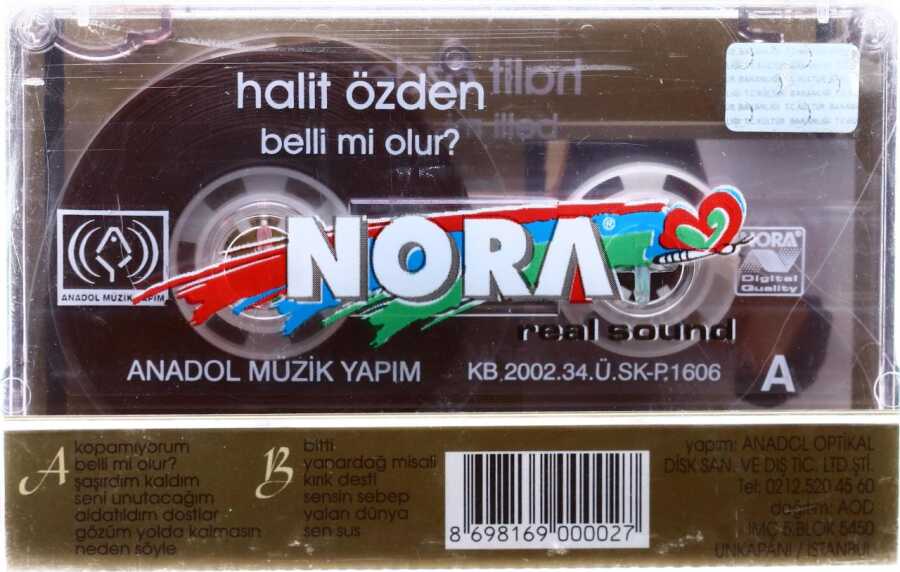 halit özden
belli mi olur?
T.C.KÜLTÜR BAKANLIĞI
ANADOL MÜZİK YAPIM
NORA®
real sound
NORA®
Digital
Quality
ANADOL MÜZİK YAPIM
KB 2002.34.Ü.SK-P.1606
A
A
kopamıyorum
belli mi olur?
şaşırdım kaldım
seni unutacağım
aldatıldım dostlar
gözüm yolda kalmasın
neden söyle
B
bitti
yanardağ misali
kırık desti
sensin sebep
yalan dünya
sen sus
8 698169 000027
yapım: ANADOL OPTİKAL
DİSK SAN. VE DIŞ TİC. LTD.ŞTİ.
Tel: 0212.520 45 60
dağıtım: AOD
İMÇ 5.BLOK 5450
UNKAPANI / İSTANBUL